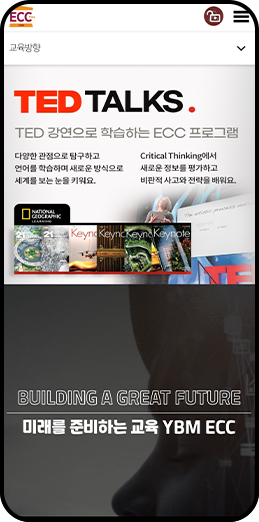 ECC
교육방향
TED TALKS.
TED 강연으로 학습하는 ECC 프로그램
다양한 관점으로 탐구하고
언어를 학습하며 새로운 방식으로
세계를 보는 눈을 키워요.
Critical Thinking에서
새로운 정보를 평가하고
비판적 사고와 전략을 배워요.
NATIONAL
GEOGRAPHIC
LEARNING
21 21 Keynote Keynote Keynote Keynote
TED
BUILDING A GREAT FUTURE
미래를 준비하는 교육 YBM ECC